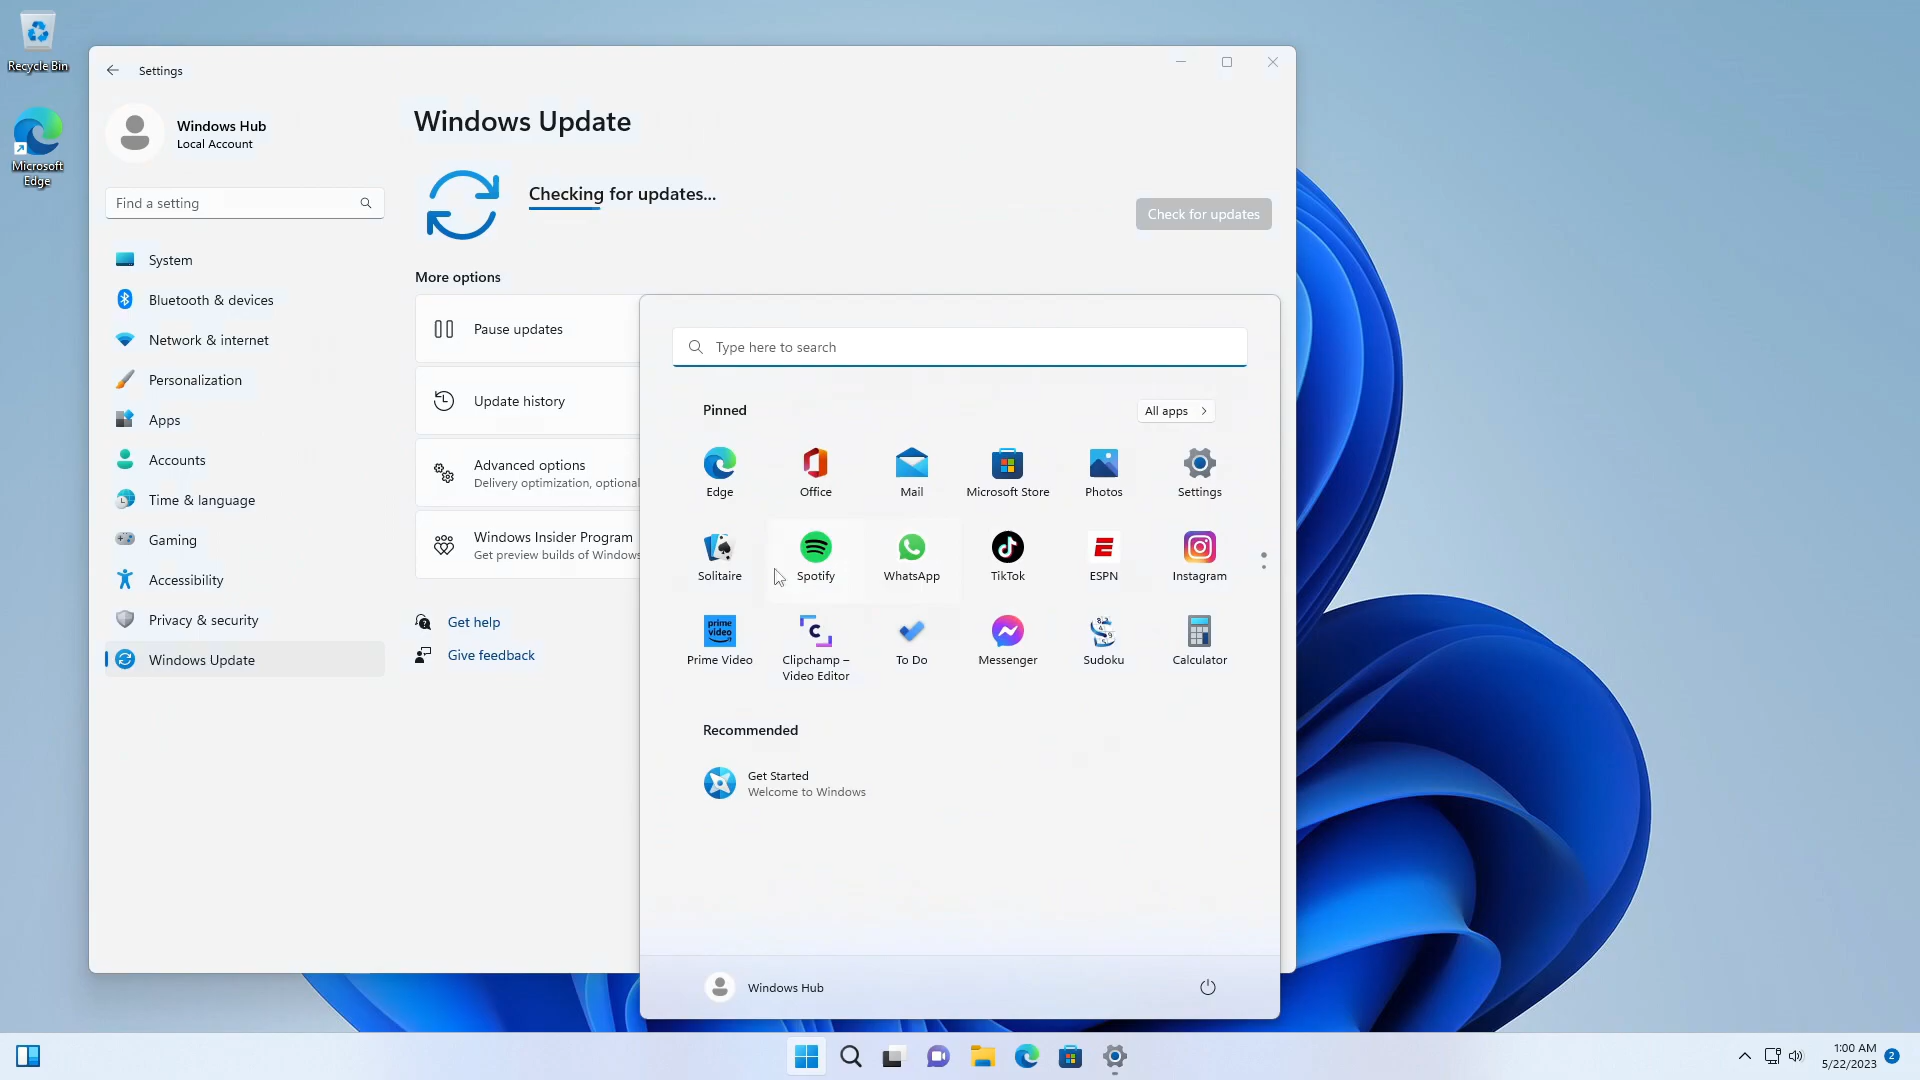 Recycle Bin
Microsoft
Edge
Settings
Windows Hub
Local Account
Find a setting
System
Bluetooth & devices
Network & internet
Personalization
Apps
Accounts
Time & language
Gaming
Accessibility
Privacy & security
Windows Update
Windows Update
Checking for updates...
Check for updates
More options
Pause updates
Update history
Advanced options
Delivery optimization, optional
Windows Insider Program
Get preview builds of Windows
Get help
Give feedback
Type here to search
Pinned
All apps
Edge
Office
Mail
Microsoft Store
Photos
Settings
Solitaire
Spotify
WhatsApp
TikTok
ESPN
Instagram
prime
video
Prime Video
Clipchamp –
Video Editor
To Do
Messenger
Sudoku
Calculator
Recommended
Get Started
Welcome to Windows
Windows Hub
1:00 AM
5/22/2023
2